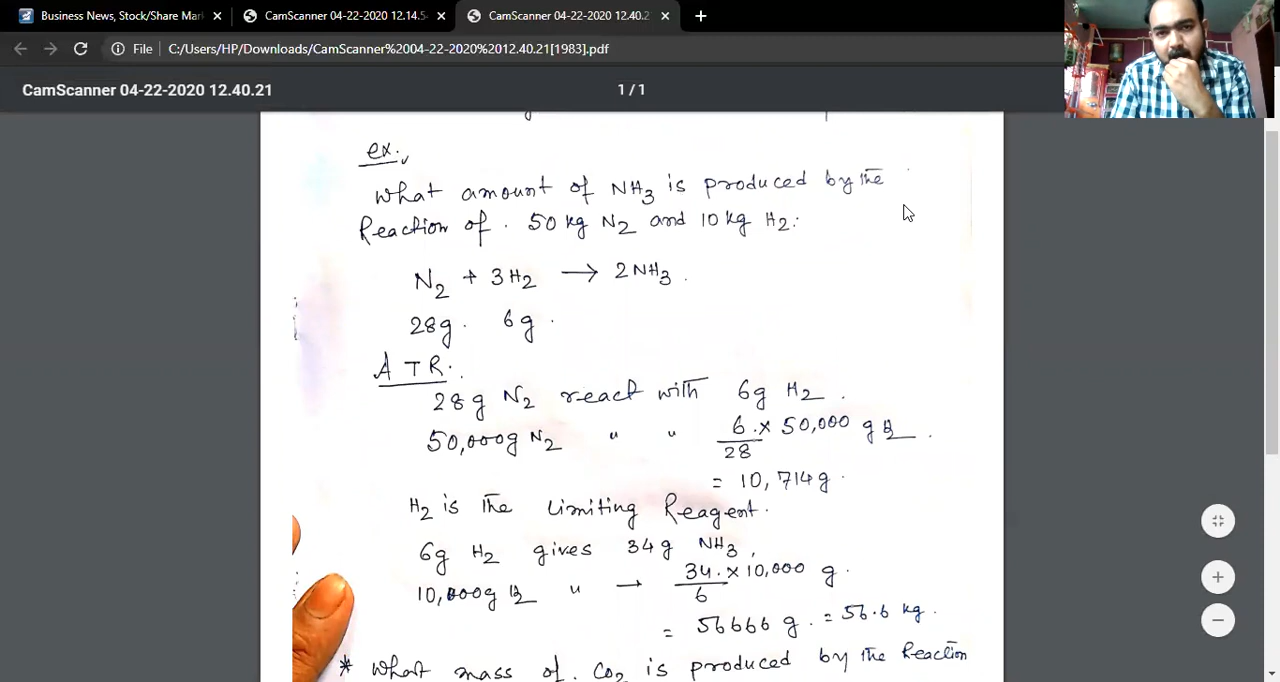 Business News, Stock/Share Mar
CamScanner 04-22-2020 12.14.5
CamScanner 04-22-2020 12.40.2
File C:/Users/HP/Downloads/CamScanner%2004-22-2020%2012.40.21[1983].pdf
CamScanner 04-22-2020 12.40.21
1 / 1
ex.,
What amount of NH3 is produced by the
Reaction of . 50 kg N2 and 10 kg H2:
N2 + 3H2 → 2NH3 .
28g . 6g .
ATR.
28g N2 react with 6g H2 .
50,000g N2 " " 6 × 50,000 g H2 .
28
= 10,714g .
H2 is the Limiting Reagent.
6g H2 gives 34g NH3,
10,000g H2 " → 34 × 10,000 g .
6
= 56666 g . = 56.6 kg .
* What mass of . CO2 is produced by the Reaction